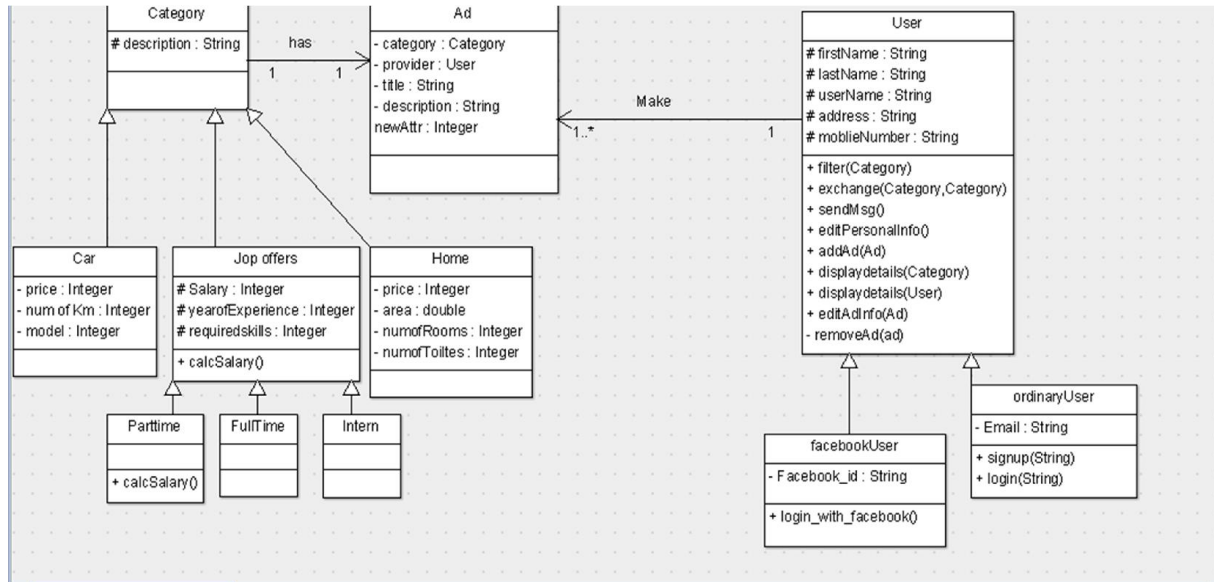 Category
# description : String
has
1
1
Ad
- category : Category
- provider : User
- title : String
- description : String
newAttr : Integer
Make
1..*
1
User
# firstName : String
# lastName : String
# userName : String
# address : String
# moblieNumber : String
+ filter(Category)
+ exchange(Category,Category)
+ sendMsg()
+ editPersonalInfo()
+ addAd(Ad)
+ displaydetails(Category)
+ displaydetails(User)
+ editAdInfo(Ad)
- removeAd(ad)
Car
- price : Integer
- num of Km : Integer
- model : Integer
Jop offers
# Salary : Integer
# yearofExperience : Integer
# requiredskills : Integer
+ calcSalary()
Home
- price : Integer
- area : double
- numofRooms : Integer
- numofToiltes : Integer
Parttime
+ calcSalary()
FullTime
Intern
facebookUser
- Facebook_id : String
+ login_with_facebook()
ordinaryUser
- Email : String
+ signup(String)
+ login(String)